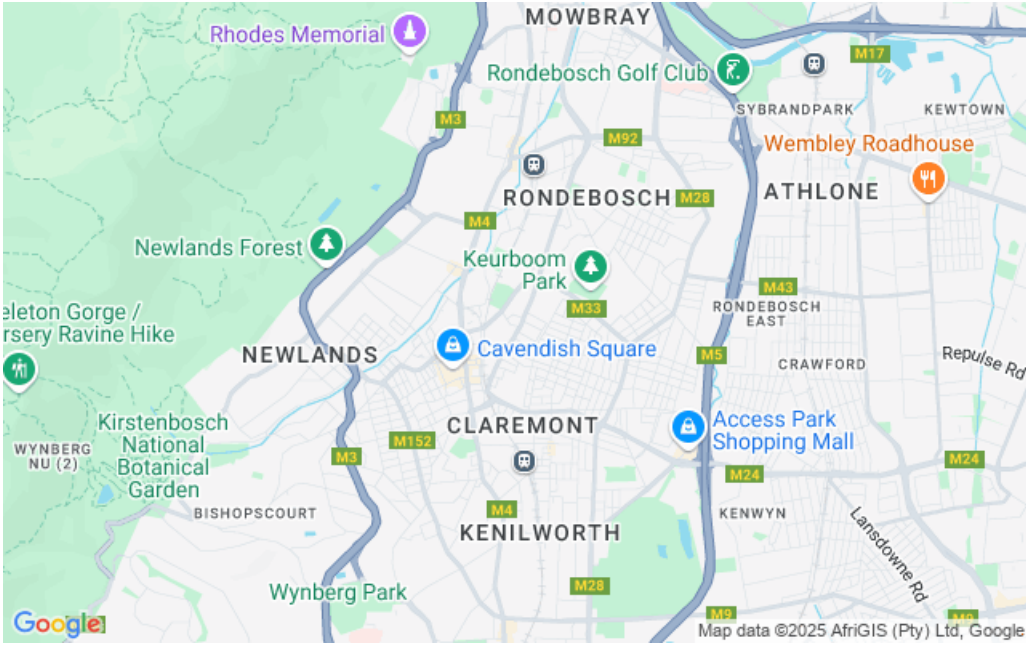 MOWBRAY
Rhodes Memorial
M17
Rondebosch Golf Club
SYBRANDPARK
KEWTOWN
M3
M92
Wembley Roadhouse
RONDEBOSCH
M28
ATHLONE
M4
Newlands Forest
Keurboom
Park
M43
M33
RONDEBOSCH
EAST
eleton Gorge /
rsery Ravine Hike
NEWLANDS
Cavendish Square
M5
CRAWFORD
Repulse Rd
Kirstenbosch
National
Botanical
Garden
WYNBERG
NU (2)
CLAREMONT
Access Park
Shopping Mall
M152
M3
M24
M24
BISHOPSCOURT
M4
KENWYN
KENILWORTH
Lansdowne Rd
Wynberg Park
M28
M9
M9
Google
Map data ©2025 AfriGIS (Pty) Ltd, Google